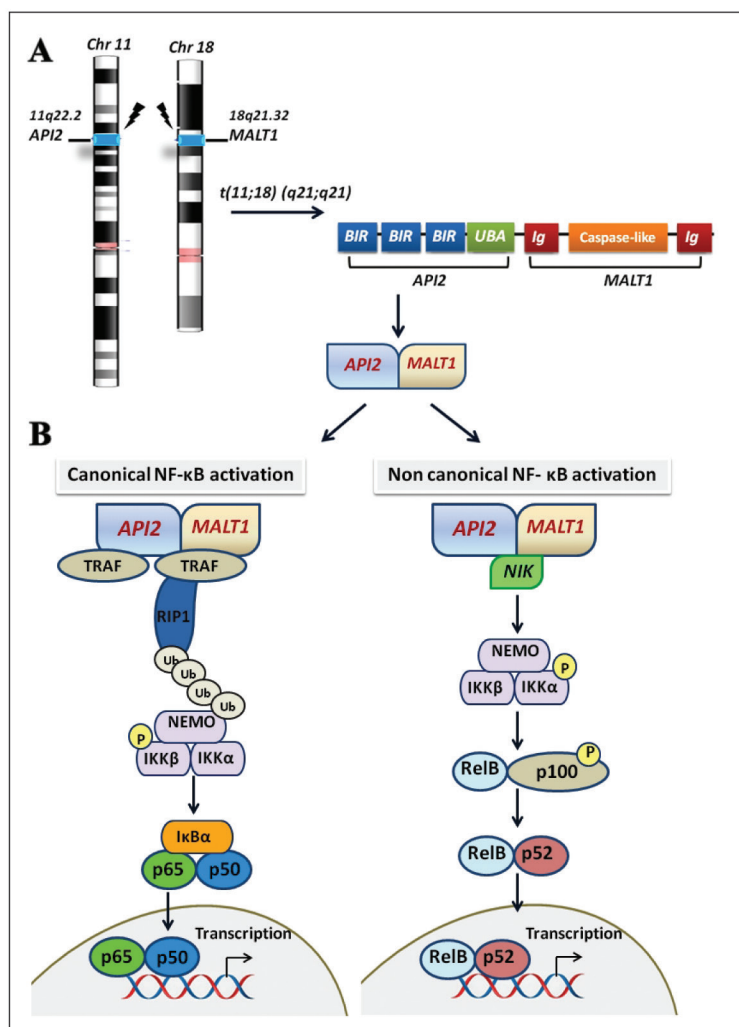 A
Chr 11
Chr 18
11q22.2
API2
18q21.32
MALT1
t(11;18) (q21;q21)
BIR BIR BIR UBA Ig Caspase-like Ig
API2 MALT1
API2 MALT1
B
Canonical NF-κB activation
API2 MALT1
TRAF TRAF
RIP1
Ub
Ub
Ub
Ub
NEMO
P
IKKβ IKKα
IκBα
p65 p50
Transcription
p65 p50
Non canonical NF- κB activation
API2 MALT1
NIK
NEMO
P
IKKβ IKKα
P
RelB p100
RelB p52
Transcription
RelB p52